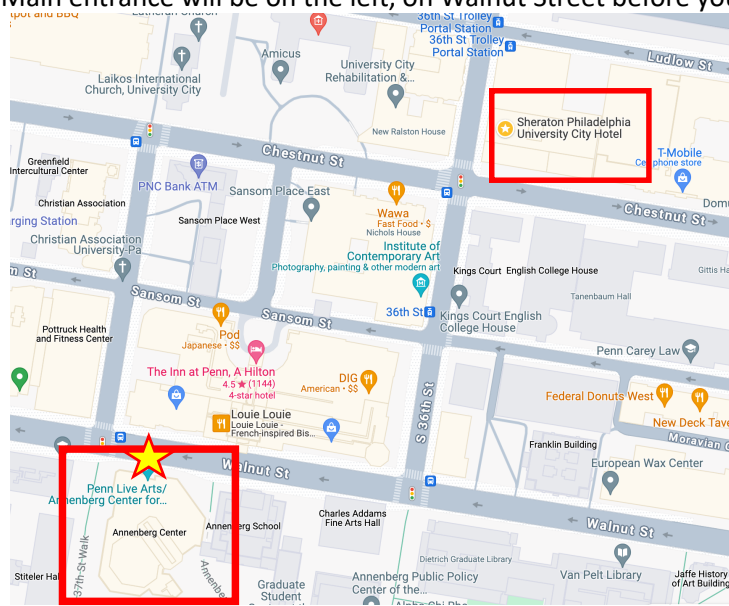 Main entrance will be on the left, on Walnut Street before you
36th St Trolley
Portal Station
36th St Trolley
Portal Station
Ludlow St
Amicus
University City
Rehabilitation &...
Laikos International
Church, University City
Sheraton Philadelphia
University City Hotel
New Ralston House
Chestnut St
T-Mobile
Cell phone store
Greenfield
Intercultural Center
PNC Bank ATM
Sansom Place East
Wawa
Fast Food • $
Nichols House
Christian Association
Sansom Place West
Chestnut St
rging Station
Christian Association
University-Pa
Institute of
Contemporary Art
Photography, painting & other modern art
Kings Court English College House
Tanenbaum Hall
Sansom St
Sansom St
36th St
Kings Court English
College House
Pottruck Health
and Fitness Center
Pod
Japanese • $$
Penn Carey Law
The Inn at Penn, A Hilton
4.5 ★ (1144)
4-star hotel
DIG
American • $$
S 36th St
Federal Donuts West
Louie Louie
Louie Louie -
French-inspired Bis...
New Deck Tave
Moravian
Franklin Building
Walnut St
European Wax Center
Penn Live Arts/
Annenberg Center for...
Annenberg Center
Annenberg School
Charles Addams
Fine Arts Hall
Walnut St
37th St Walk
Dietrich Graduate Library
Van Pelt Library
Annenberg Public Policy
Center of the...
Jaffe History
of Art Building
Graduate
Student